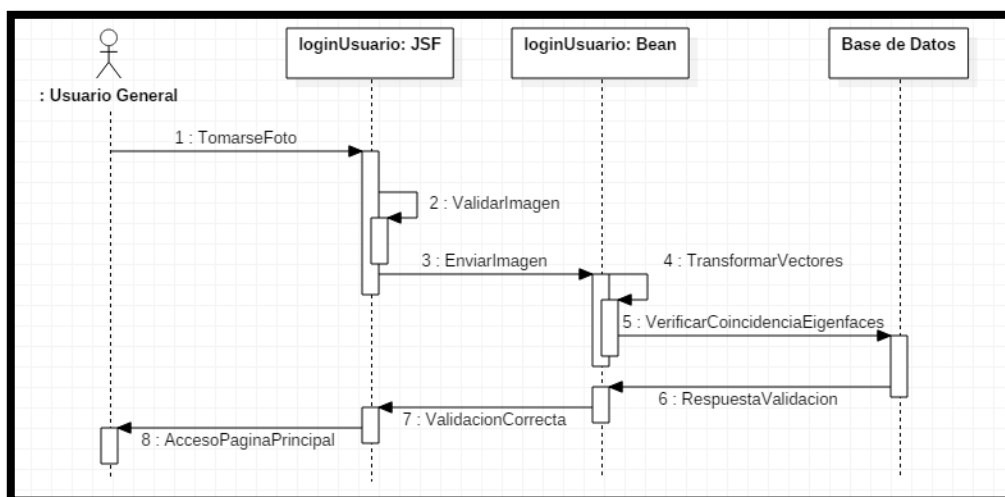 loginUsuario: JSF
loginUsuario: Bean
Base de Datos
: Usuario General
1 : TomarseFoto
2 : ValidarImagen
3 : EnviarImagen
4 : TransformarVectores
5 : VerificarCoincidenciaEigenfaces
6 : RespuestaValidacion
7 : ValidacionCorrecta
8 : AccesoPaginaPrincipal